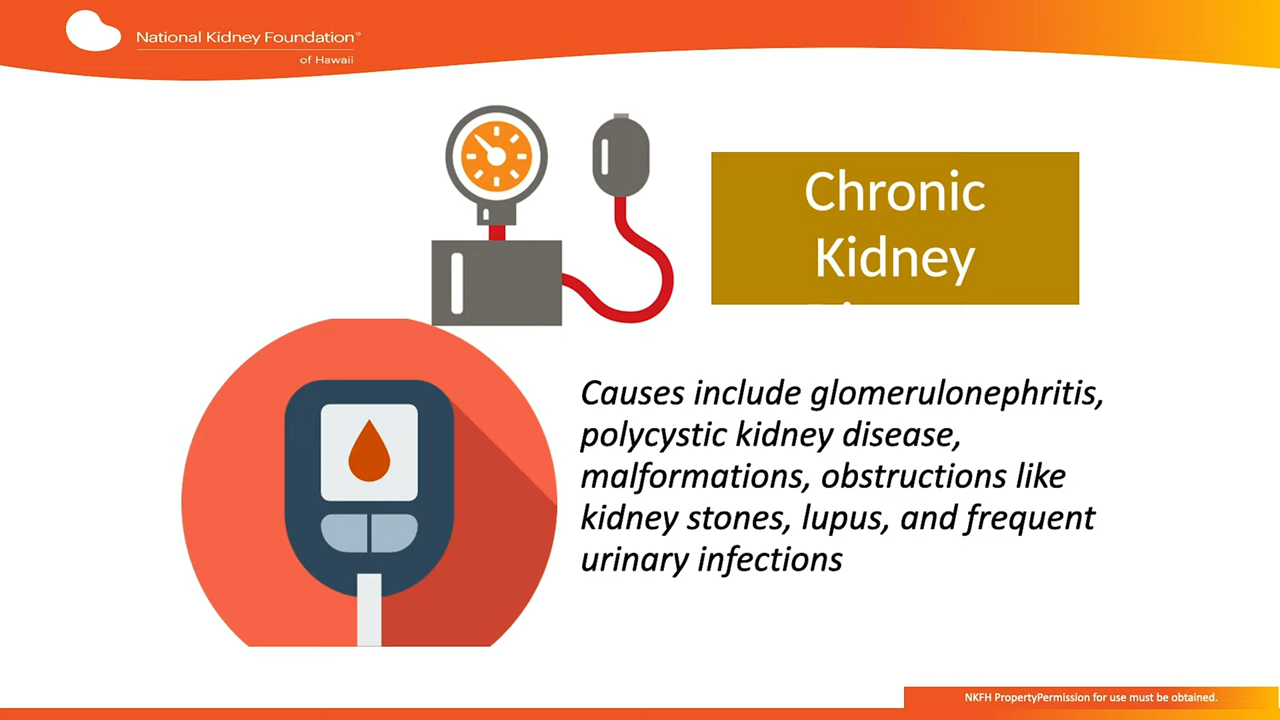 National Kidney Foundation®
of Hawaii
Chronic
Kidney
Causes include glomerulonephritis,
polycystic kidney disease,
malformations, obstructions like
kidney stones, lupus, and frequent
urinary infections
NKFH PropertyPermission for use must be obtained.